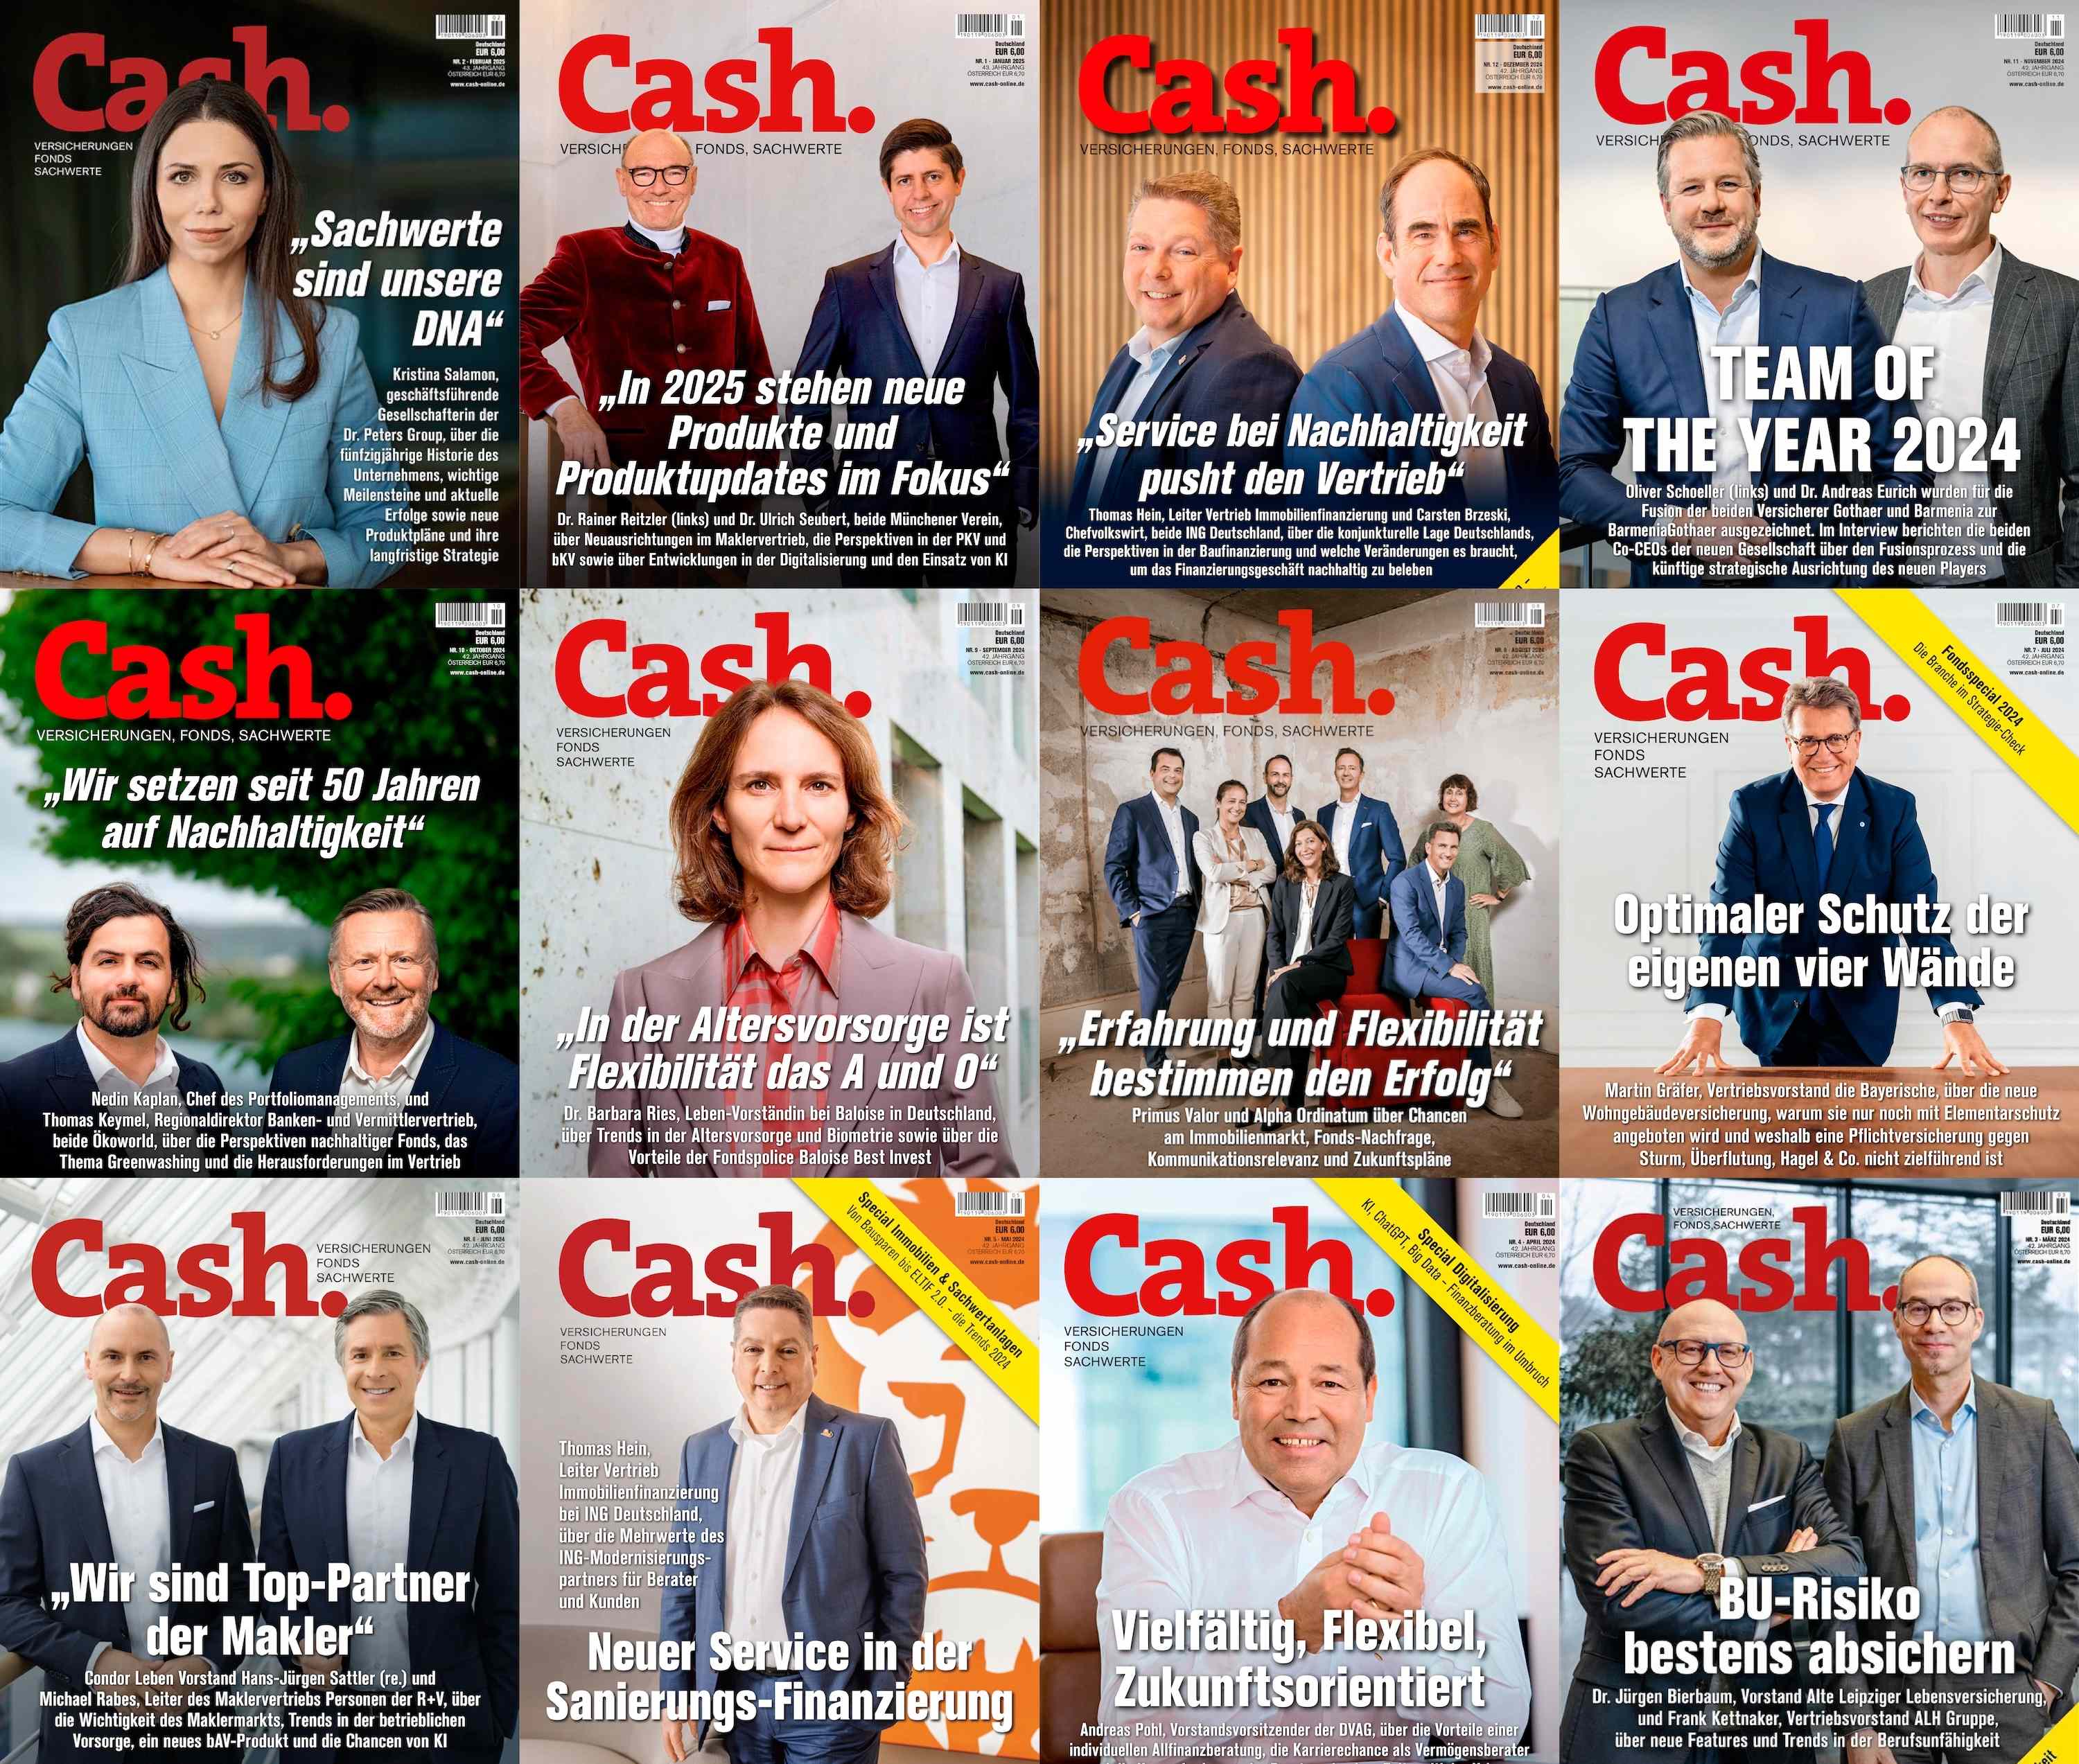 Cash.
VERSICHERUNGEN
FONDS
SACHWERTE
Deutschland
EUR 6,00
NR. 2 · FEBRUAR 2025
43. JAHRGANG
ÖSTERREICH EUR 6,70
www.cash-online.de
„Sachwerte
sind unsere
DNA“
Kristina Salamon,
geschäftsführende
Gesellschafterin der
Dr. Peters Group, über die
fünfzigjährige Historie des
Unternehmens, wichtige
Meilensteine und aktuelle
Erfolge sowie neue
Produktpläne und ihre
langfristige Strategie
Cash.
VERSICH FONDS, SACHWERTE
Deutschland
EUR 6,00
NR. 1 · JANUAR 2025
43. JAHRGANG
ÖSTERREICH EUR 6,70
www.cash-online.de
„In 2025 stehen neue
Produkte und
Produktupdates im Fokus“
Dr. Rainer Reitzler (links) und Dr. Ulrich Seubert, beide Münchener Verein,
über Neuausrichtungen im Maklervertrieb, die Perspektiven in der PKV und
bKV sowie über Entwicklungen in der Digitalisierung und den Einsatz von KI
Cash.
VERSICHERUNGEN, FONDS, SACHWERTE
Deutschland
EUR 6,00
NR. 12 · DEZEMBER 2024
42. JAHRGANG
ÖSTERREICH EUR 6,70
www.cash-online.de
„Service bei Nachhaltigkeit
pusht den Vertrieb“
Thomas Hein, Leiter Vertrieb Immobilienfinanzierung und Carsten Brzeski,
Chefvolkswirt, beide ING Deutschland, über die konjunkturelle Lage Deutschlands,
die Perspektiven in der Baufinanzierung und welche Veränderungen es braucht,
um das Finanzierungsgeschäft nachhaltig zu beleben
Cash.
VERSICH ONDS, SACHWERTE
Deutschland
EUR 6,00
NR. 11 · NOVEMBER 2024
42. JAHRGANG
ÖSTERREICH EUR 6,70
www.cash-online.de
TEAM OF
THE YEAR 2024
Oliver Schoeller (links) und Dr. Andreas Eurich wurden für die
Fusion der beiden Versicherer Gothaer und Barmenia zur
BarmeniaGothaer ausgezeichnet. Im Interview berichten die beiden
Co-CEOs der neuen Gesellschaft über den Fusionsprozess und die
künftige strategische Ausrichtung des neuen Players
Cash.
VERSICHERUNGEN, FONDS, SACHWERTE
Deutschland
EUR 6,00
NR. 10 · OKTOBER 2024
42. JAHRGANG
ÖSTERREICH EUR 6,70
www.cash-online.de
„Wir setzen seit 50 Jahren
auf Nachhaltigkeit“
Nedin Kaplan, Chef des Portfoliomanagements, und
Thomas Keymel, Regionaldirektor Banken- und Vermittlervertrieb,
beide Ökoworld, über die Perspektiven nachhaltiger Fonds, das
Thema Greenwashing und die Herausforderungen im Vertrieb
Cash.
VERSICHERUNGEN
FONDS
SACHWERTE
Deutschland
EUR 6,00
NR. 9 · SEPTEMBER 2024
42. JAHRGANG
ÖSTERREICH EUR 6,70
www.cash-online.de
„In der Altersvorsorge ist
Flexibilität das A und O“
Dr. Barbara Ries, Leben-Vorständin bei Baloise in Deutschland,
über Trends in der Altersvorsorge und Biometrie sowie über die
Vorteile der Fondspolice Baloise Best Invest
Cash.
VERSICHERUNGEN, FONDS, SACHWERTE
Deutschland
EUR 6,00
NR. 8 · AUGUST 2024
42. JAHRGANG
ÖSTERREICH EUR 6,70
www.cash-online.de
„Erfahrung und Flexibilität
bestimmen den Erfolg“
Primus Valor und Alpha Ordinatum über Chancen
am Immobilienmarkt, Fonds-Nachfrage,
Kommunikationsrelevanz und Zukunftspläne
Cash.
VERSICHERUNGEN
FONDS
SACHWERTE
Fondsspecial 2024
Die Branche im Strategie-Check
Deutschland
EUR 6,00
NR. 7 · JULI 2024
42. JAHRGANG
ÖSTERREICH EUR 6,70
www.cash-online.de
Optimaler Schutz der
eigenen vier Wände
Martin Gräfer, Vertriebsvorstand die Bayerische, über die neue
Wohngebäudeversicherung, warum sie nur noch mit Elementarschutz
angeboten wird und weshalb eine Pflichtversicherung gegen
Sturm, Überflutung, Hagel & Co. nicht zielführend ist
Cash.
VERSICHERUNGEN
FONDS
SACHWERTE
Deutschland
EUR 6,00
NR. 6 · JUNI 2024
42. JAHRGANG
ÖSTERREICH EUR 6,70
www.cash-online.de
„Wir sind Top-Partner
der Makler“
Condor Leben Vorstand Hans-Jürgen Sattler (re.) und
Michael Rabes, Leiter des Maklervertriebs Personen der R+V, über
die Wichtigkeit des Maklermarkts, Trends in der betrieblichen
Vorsorge, ein neues bAV-Produkt und die Chancen von KI
Cash.
VERSICHERUNGEN
FONDS
SACHWERTE
Special Immobilien & Sachwertanlagen
Von Bausparen bis ELTIF 2.0. – die Trends 2024
Deutschland
EUR 6,00
NR. 5 · MAI 2024
42. JAHRGANG
ÖSTERREICH EUR 6,70
www.cash-online.de
Thomas Hein,
Leiter Vertrieb
Immobilienfinanzierung
bei ING Deutschland,
über die Mehrwerte des
ING-Modernisierungs-
partners für Berater
und Kunden
Neuer Service in der
Sanierungs-Finanzierung
Cash.
VERSICHERUNGEN
FONDS
SACHWERTE
Special Digitalisierung
KI, ChatGPT, Big Data – Finanzberatung im Umbruch
Deutschland
EUR 6,00
NR. 4 · APRIL 2024
42. JAHRGANG
ÖSTERREICH EUR 6,70
www.cash-online.de
Vielfältig, Flexibel,
Zukunftsorientiert
Andreas Pohl, Vorstandsvorsitzender der DVAG, über die Vorteile einer
individuellen Allfinanzberatung, die Karrierechance als Vermögensberater
VERSICHERUNGEN,
FONDS,SACHWERTE
Cash.
Deutschland
EUR 6,00
NR. 3 · MÄRZ 2024
42. JAHRGANG
ÖSTERREICH EUR 6,70
www.cash-online.de
BU-Risiko
bestens absichern
Dr. Jürgen Bierbaum, Vorstand Alte Leipziger Lebensversicherung,
und Frank Kettnaker, Vertriebsvorstand ALH Gruppe,
über neue Features und Trends in der Berufsunfähigkeit